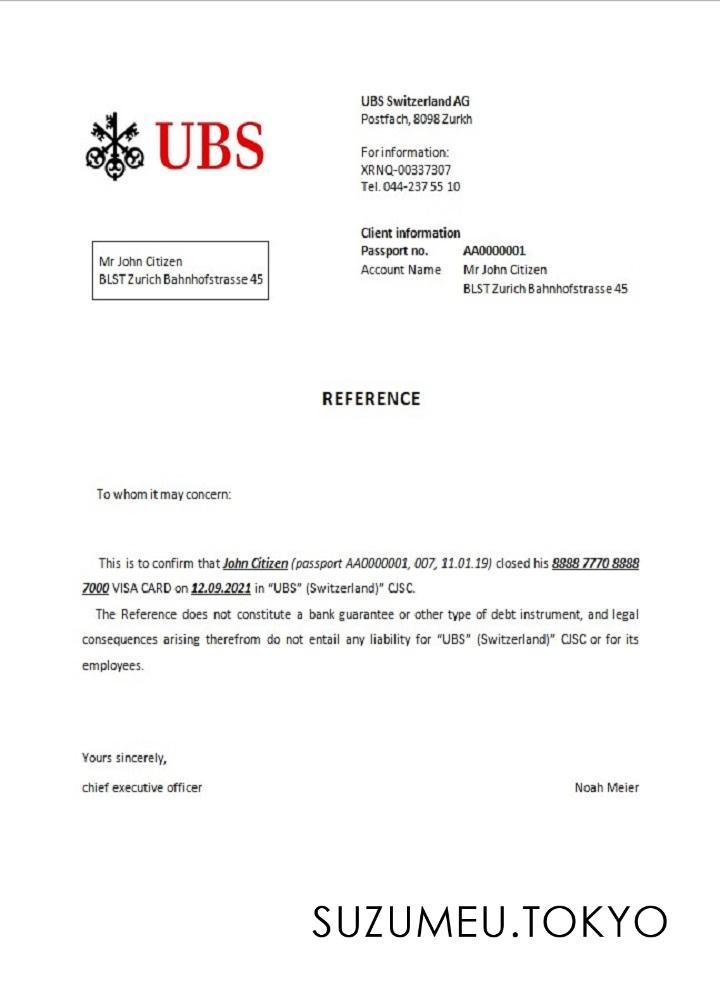 UBS
UBS Switzerland AG
Postfach, 8098 Zurkh
For information:
XRNQ-00337307
Tel. 044-237 55 10
Client information
Passport no. AA0000001
Account Name Mr John Citizen
BLST Zurich Bahnhofstrasse 45
Mr John Citizen
BLST Zurich Bahnhofstrasse 45
REFERENCE
To whom it may concern:
This is to confirm that John Citizen (passport AA0000001, 007, 11.01.19) closed his 8888 7770 8888
7000 VISA CARD on 12.09.2021 in “UBS” (Switzerland)” CJSC.
The Reference does not constitute a bank guarantee or other type of debt instrument, and legal
consequences arising therefrom do not entail any liability for “UBS” (Switzerland)” CJSC or for its
employees.
Yours sincerely,
chief executive officer Noah Meier
SUZUMEU.TOKYO